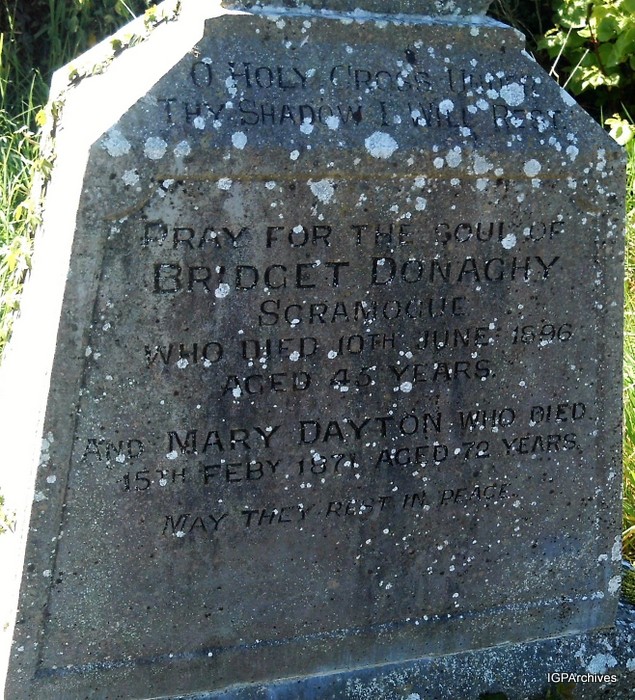 O HOLY CROSS UNDER
THY SHADOW I WILL REST
PRAY FOR THE SOUL OF
BRIDGET DONAGHY
SCRAMOGUE
WHO DIED 10TH JUNE 1896
AGED 45 YEARS.
AND MARY DAYTON WHO DIED
15TH FEBY 1871 AGED 72 YEARS.
MAY THEY REST IN PEACE.
IGPArchives